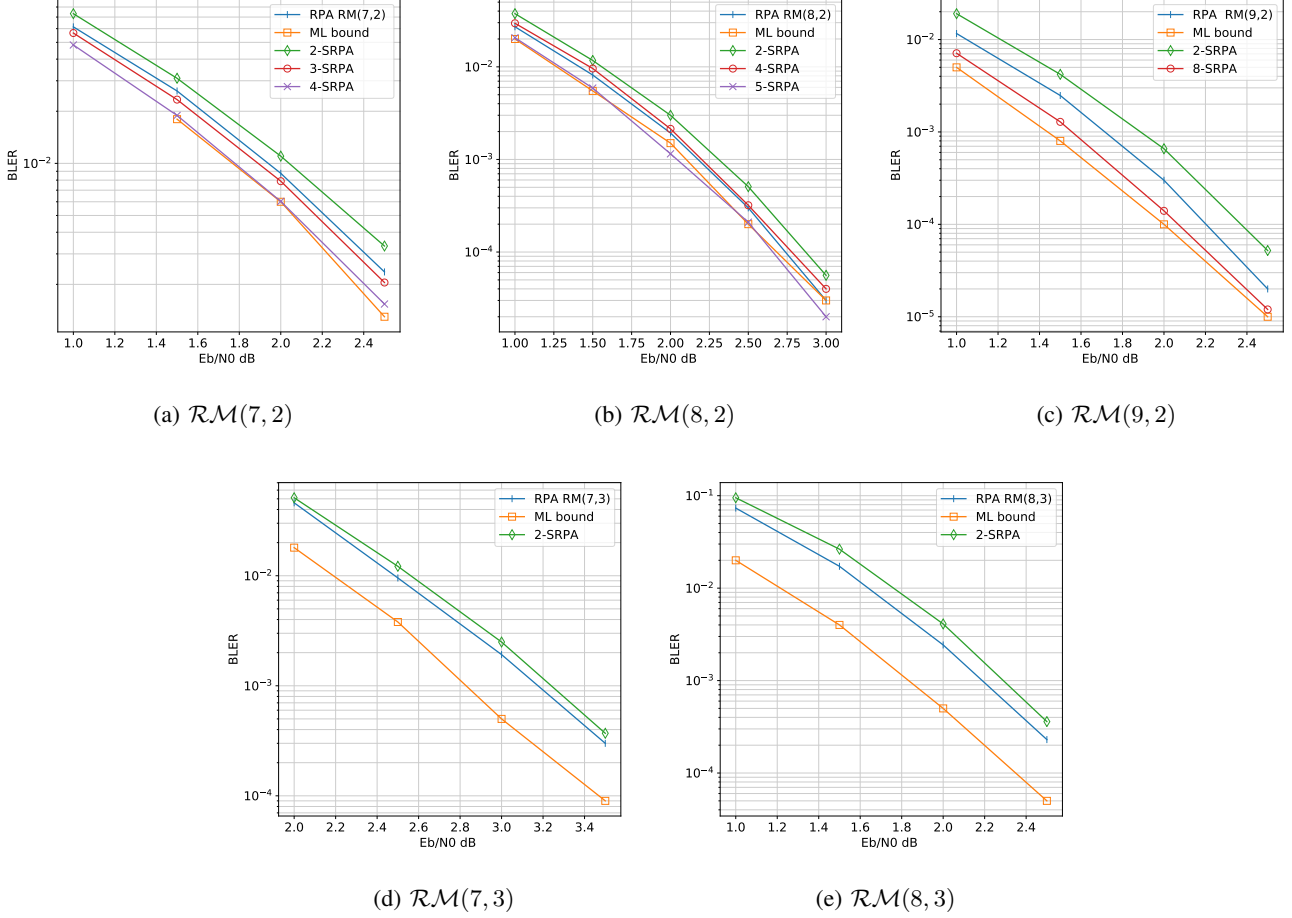 RPA RM(7,2)
ML bound
2-SRPA
3-SRPA
4-SRPA
10⁻²
BLER
1.0 1.2 1.4 1.6 1.8 2.0 2.2 2.4
Eb/N0 dB
(a) RM(7, 2)
RPA RM(8,2)
ML bound
2-SRPA
4-SRPA
5-SRPA
10⁻²
10⁻³
10⁻⁴
BLER
1.00 1.25 1.50 1.75 2.00 2.25 2.50 2.75 3.00
Eb/N0 dB
(b) RM(8, 2)
RPA RM(9,2)
ML bound
2-SRPA
8-SRPA
10⁻²
10⁻³
10⁻⁴
10⁻⁵
BLER
1.0 1.2 1.4 1.6 1.8 2.0 2.2 2.4
Eb/N0 dB
(c) RM(9, 2)
RPA RM(7,3)
ML bound
2-SRPA
10⁻²
10⁻³
10⁻⁴
BLER
2.0 2.2 2.4 2.6 2.8 3.0 3.2 3.4
Eb/N0 dB
(d) RM(7, 3)
RPA RM(8,3)
ML bound
2-SRPA
10⁻¹
10⁻²
10⁻³
10⁻⁴
BLER
1.0 1.2 1.4 1.6 1.8 2.0 2.2 2.4
Eb/N0 dB
(e) RM(8, 3)